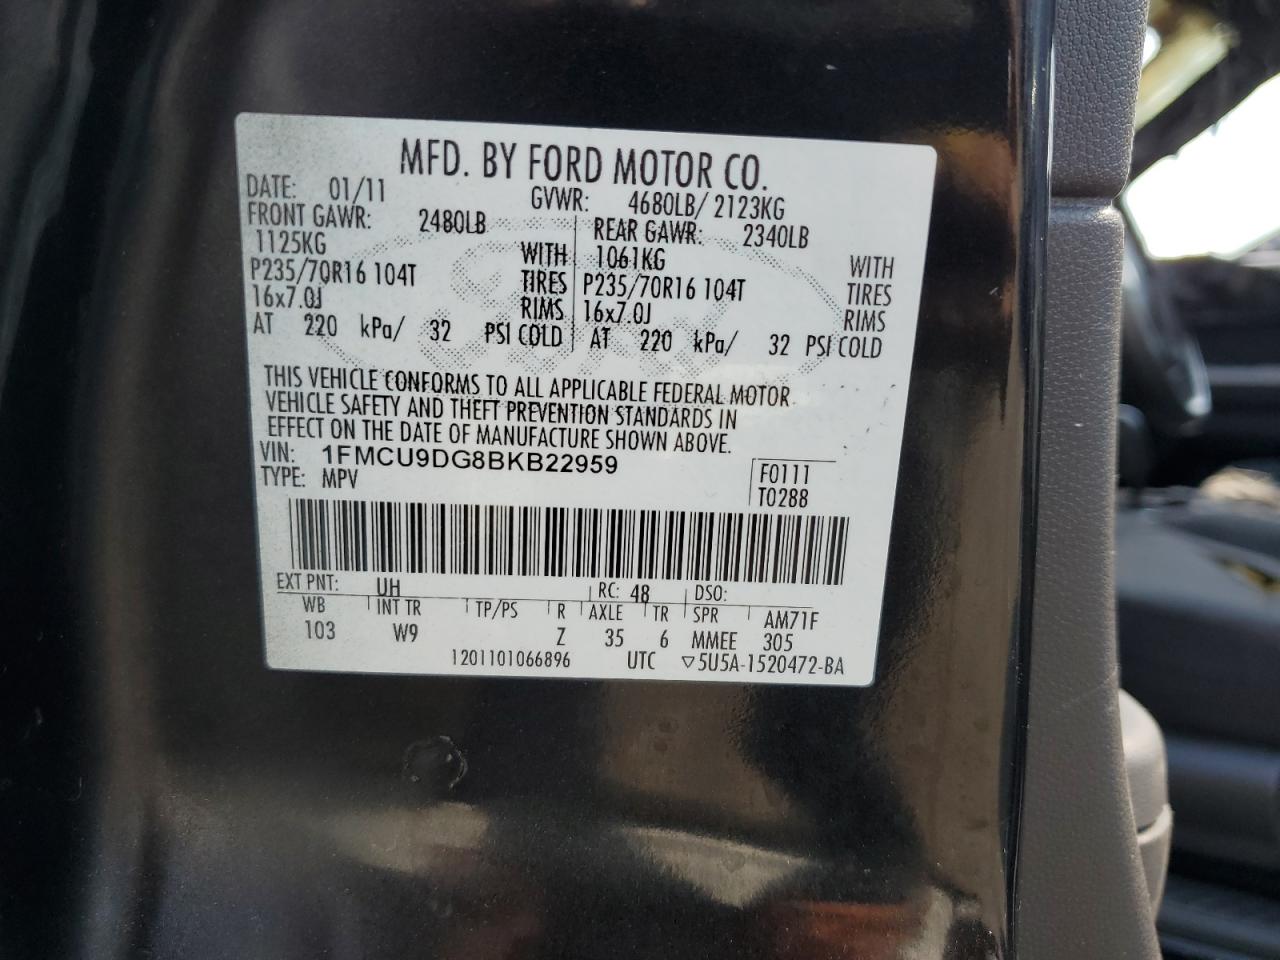 MFD. BY FORD MOTOR CO.
DATE: 01/11 GVWR: 4680LB/ 2123KG
FRONT GAWR: 2480LB REAR GAWR: 2340LB
1125KG WITH 1061KG WITH
P235/70R16 104T TIRES P235/70R16 104T TIRES
16x7.0J RIMS 16x7.0J RIMS
AT 220 kPa/ 32 PSI COLD AT 220 kPa/ 32 PSI COLD
THIS VEHICLE CONFORMS TO ALL APPLICABLE FEDERAL MOTOR
VEHICLE SAFETY AND THEFT PREVENTION STANDARDS IN
EFFECT ON THE DATE OF MANUFACTURE SHOWN ABOVE.
VIN: 1FMCU9DG8BKB22959
TYPE: MPV
F0111
T0288
EXT PNT: UH RC: 48 DSO:
WB INT TR TP/PS R AXLE TR SPR AM71F
103 W9 Z 35 6 MMEE 305
1201101066896 UTC ▽5U5A-1520472-BA